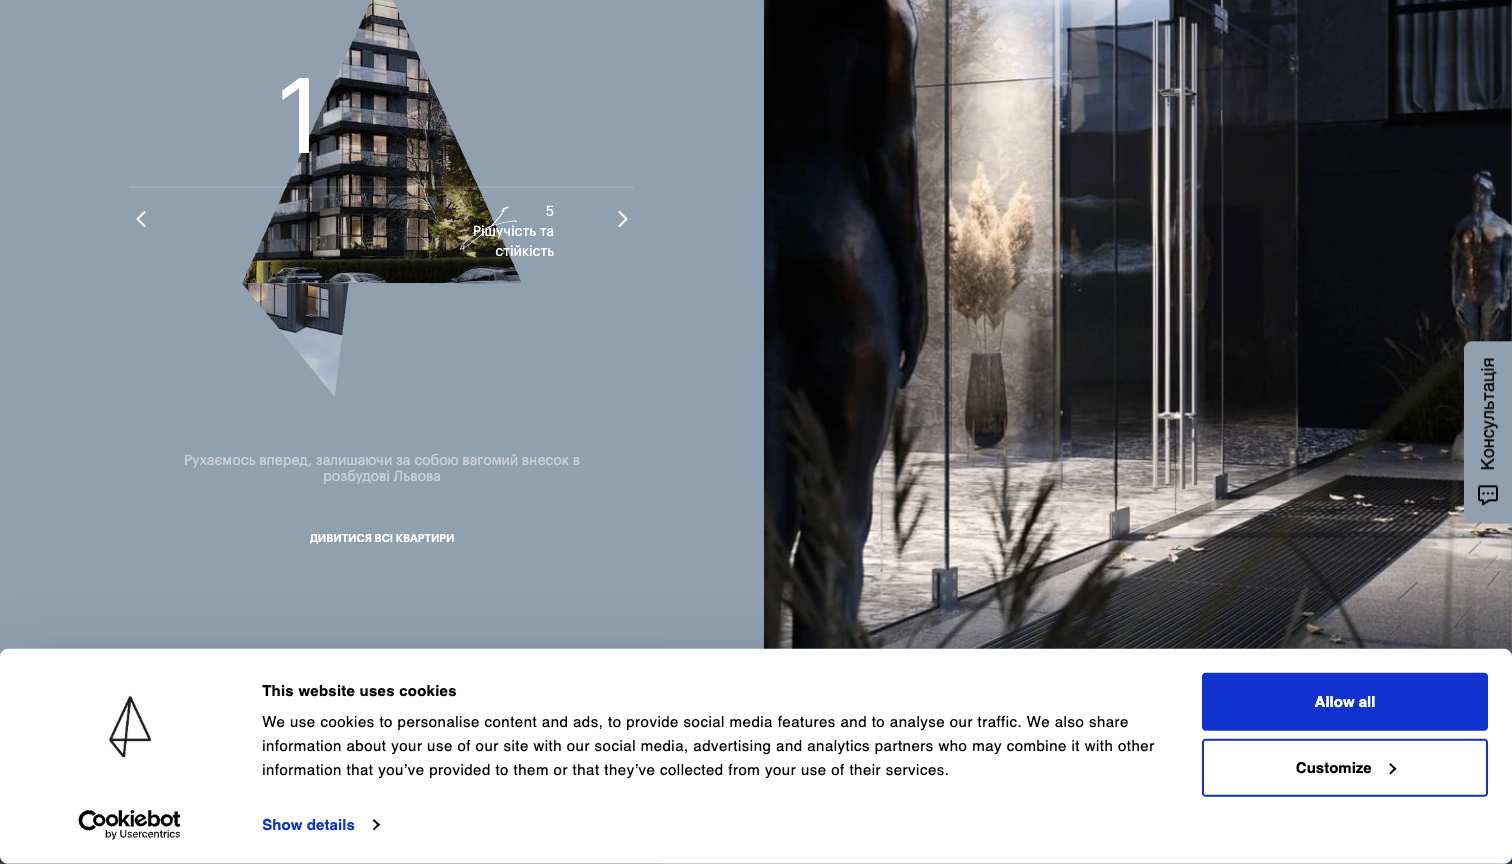 1
5
Рішучість та
стійкість
Рухаємось вперед, залишаючи за собою вагомий внесок в
розбудові Львова
ДИВИТИСЯ ВСІ КВАРТИРИ
Консультація
This website uses cookies
We use cookies to personalise content and ads, to provide social media features and to analyse our traffic. We also share
information about your use of our site with our social media, advertising and analytics partners who may combine it with other
information that you’ve provided to them or that they’ve collected from your use of their services.
Show details
Allow all
Customize
Cookiebot
by Usercentrics